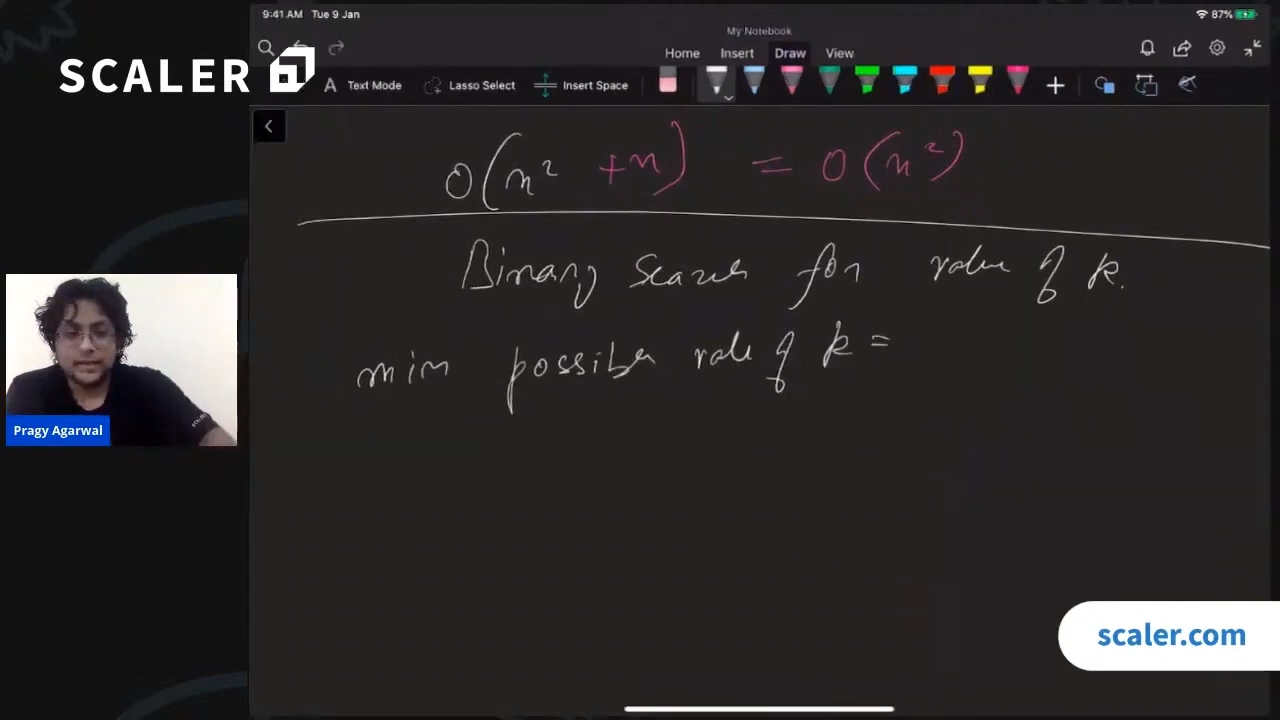 9:41 AM Tue 9 Jan
87%
My Notebook
SCALER
Home Insert Draw View
A Text Mode Lasso Select Insert Space
O(n² +n) = O(n²)
Binary Search for value of k.
min possible value of k =
Pragy Agarwal
scaler.com